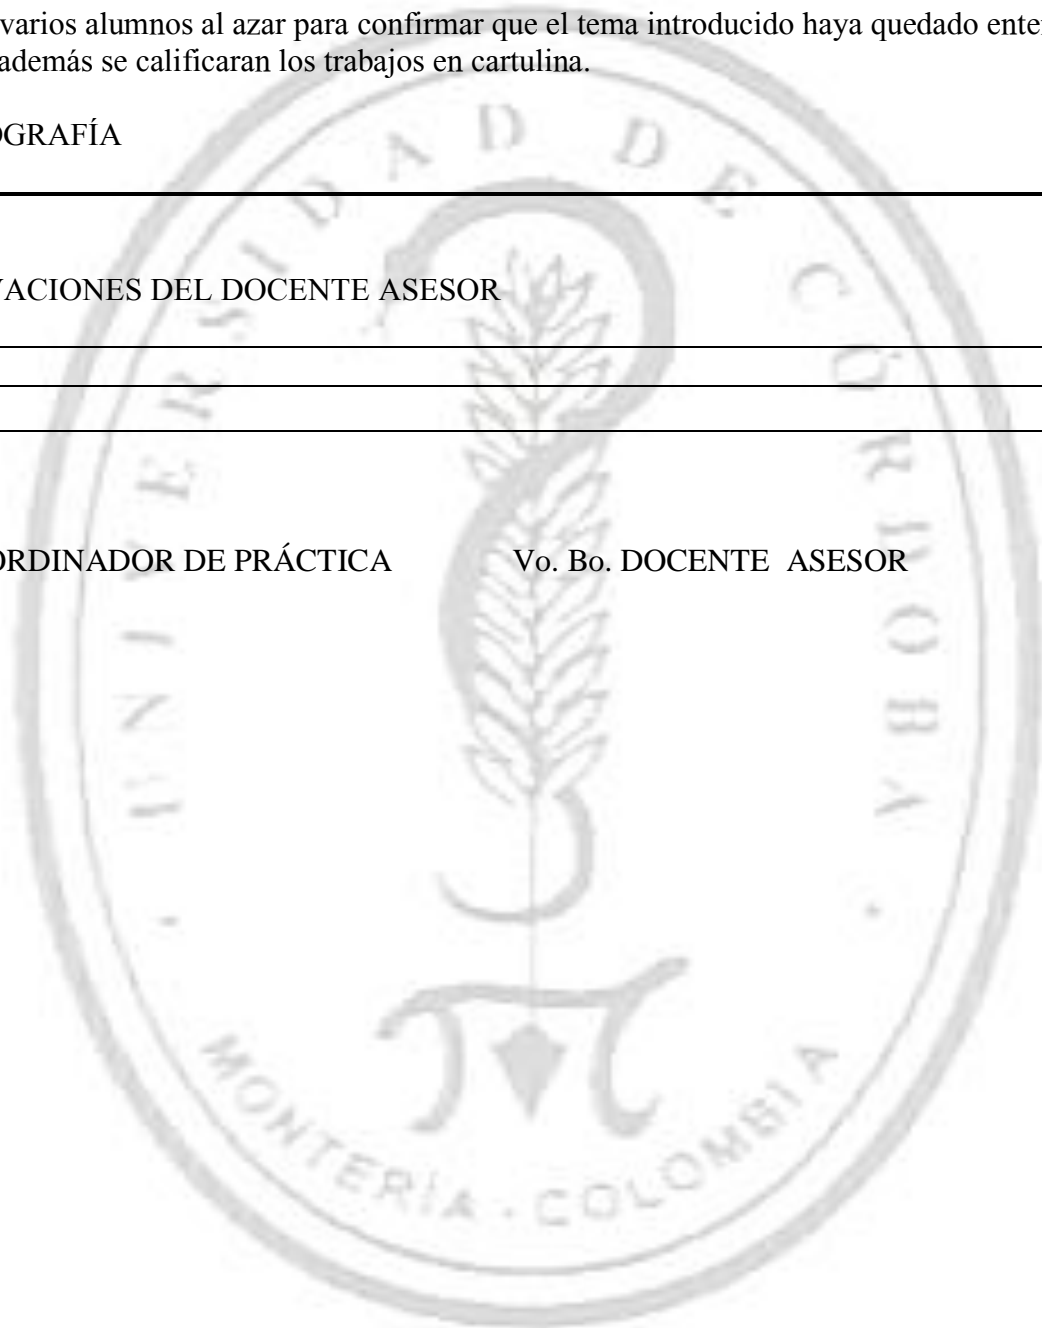 varios alumnos al azar para confirmar que el tema introducido haya quedado ente
además se calificaran los trabajos en cartulina.
OGRAFÍA
VACIONES DEL DOCENTE ASESOR
ORDINADOR DE PRÁCTICA Vo. Bo. DOCENTE ASESOR
UNIVERSIDAD DE CÓRDOBA
MONTERÍA - COLOMBIA